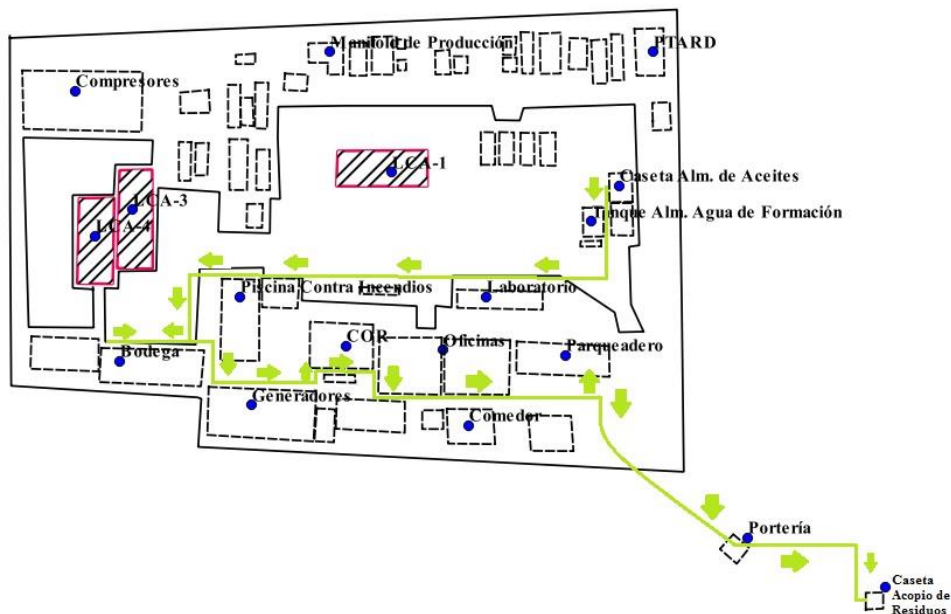 Manifold de Producción
PTARD
Compresores
LCA-1
Caseta Alm. de Aceites
LCA-3
Tanque Alm. Agua de Formación
LCA-4
Piscina Contra Incendios
Laboratorio
COR
Oficinas
Parqueadero
Bodega
Generadores
Comedor
Portería
Caseta
Acopio de
Residuos